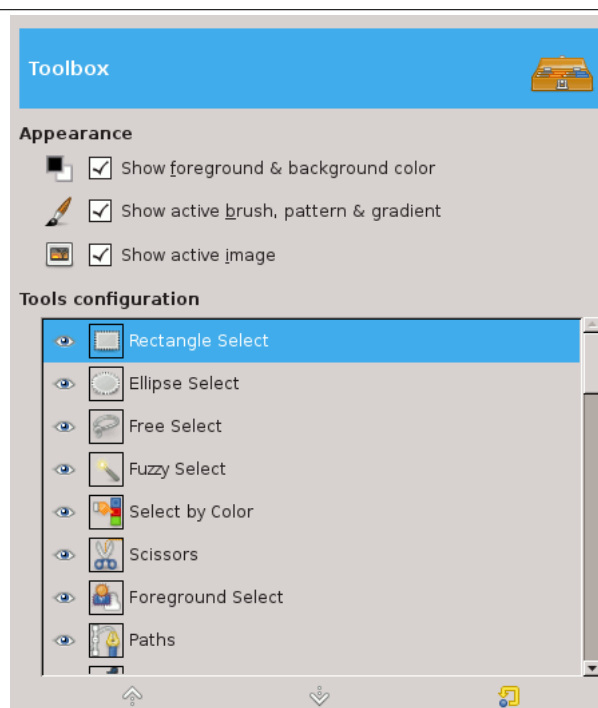 Toolbox
Appearance
Show foreground & background color
Show active brush, pattern & gradient
Show active image
Tools configuration
Rectangle Select
Ellipse Select
Free Select
Fuzzy Select
Select by Color
Scissors
Foreground Select
Paths